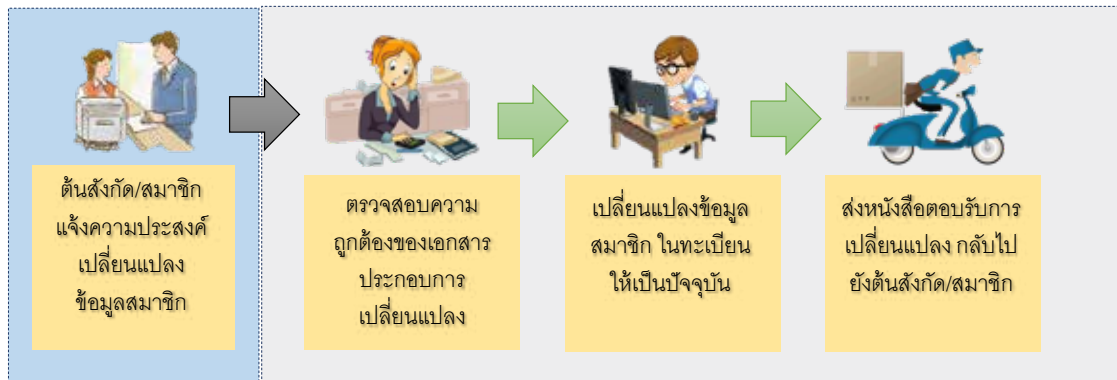 ต้นสังกัด/สมาชิก
แจ้งความประสงค์
เปลี่ยนแปลง
ข้อมูลสมาชิก
ตรวจสอบความ
ถูกต้องของเอกสาร
ประกอบการ
เปลี่ยนแปลง
เปลี่ยนแปลงข้อมูล
สมาชิก ในทะเบียน
ให้เป็นปัจจุบัน
ส่งหนังสือตอบรับการ
เปลี่ยนแปลง กลับไป
ยังต้นสังกัด/สมาชิก